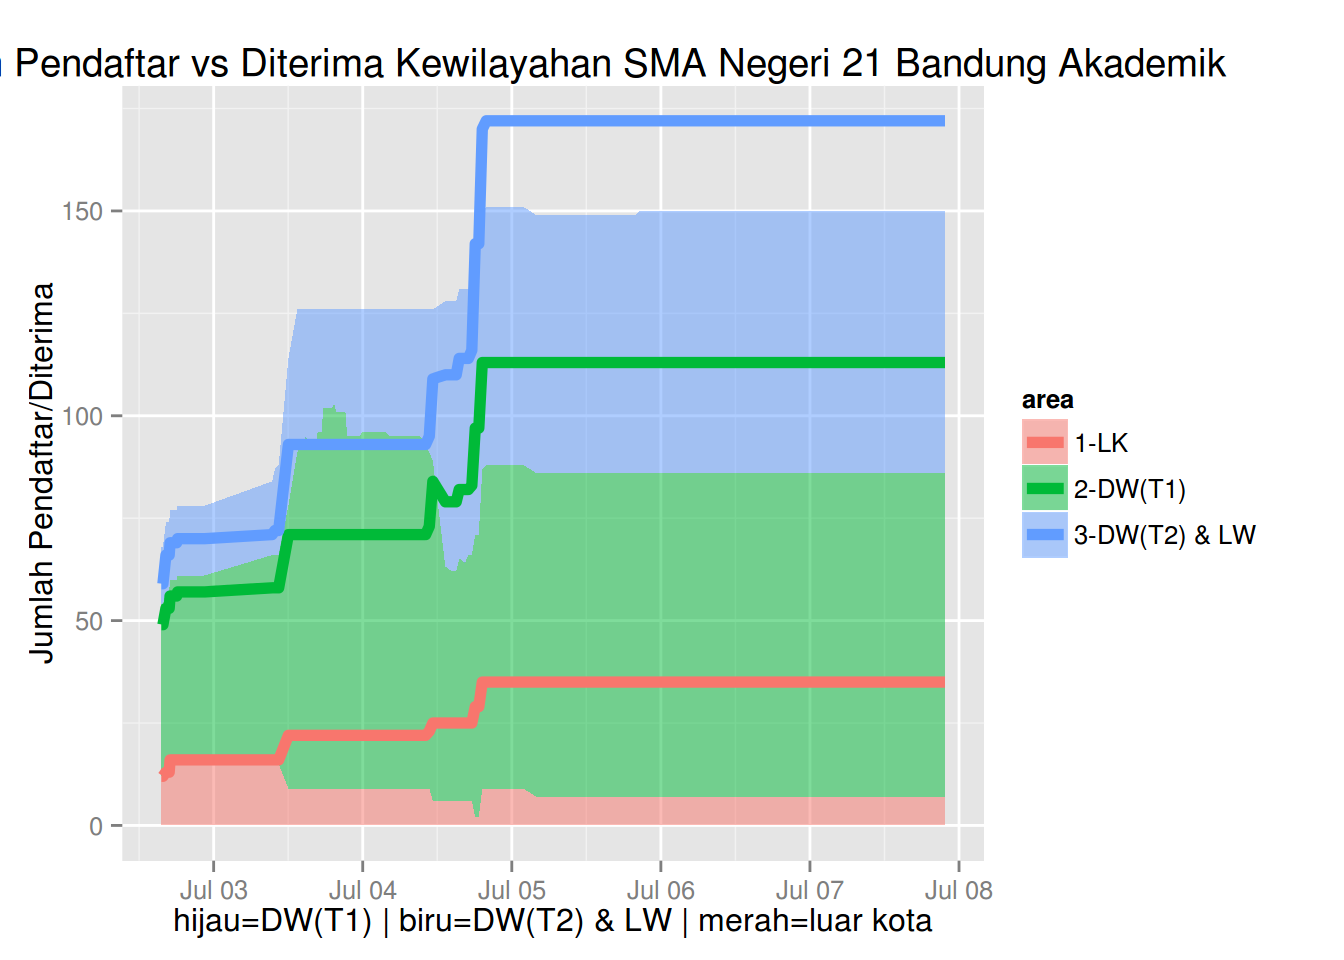 Pendaftar vs Diterima Kewilayahan SMA Negeri 21 Bandung Akademik
Jumlah Pendaftar/Diterima
150
100
50
0
Jul 03
Jul 04
Jul 05
Jul 06
Jul 07
Jul 08
hijau=DW(T1) | biru=DW(T2) & LW | merah=luar kota
area
1-LK
2-DW(T1)
3-DW(T2) & LW